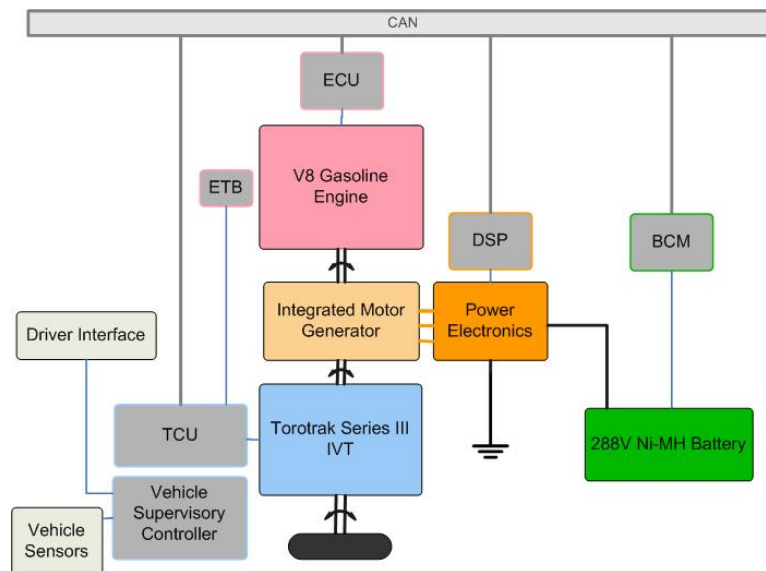 CAN
ECU
V8 Gasoline
Engine
ETB
DSP
BCM
Integrated Motor
Generator
Power
Electronics
Driver Interface
TCU
Torotrak Series III
IVT
288V Ni-MH Battery
Vehicle
Supervisory
Controller
Vehicle
Sensors